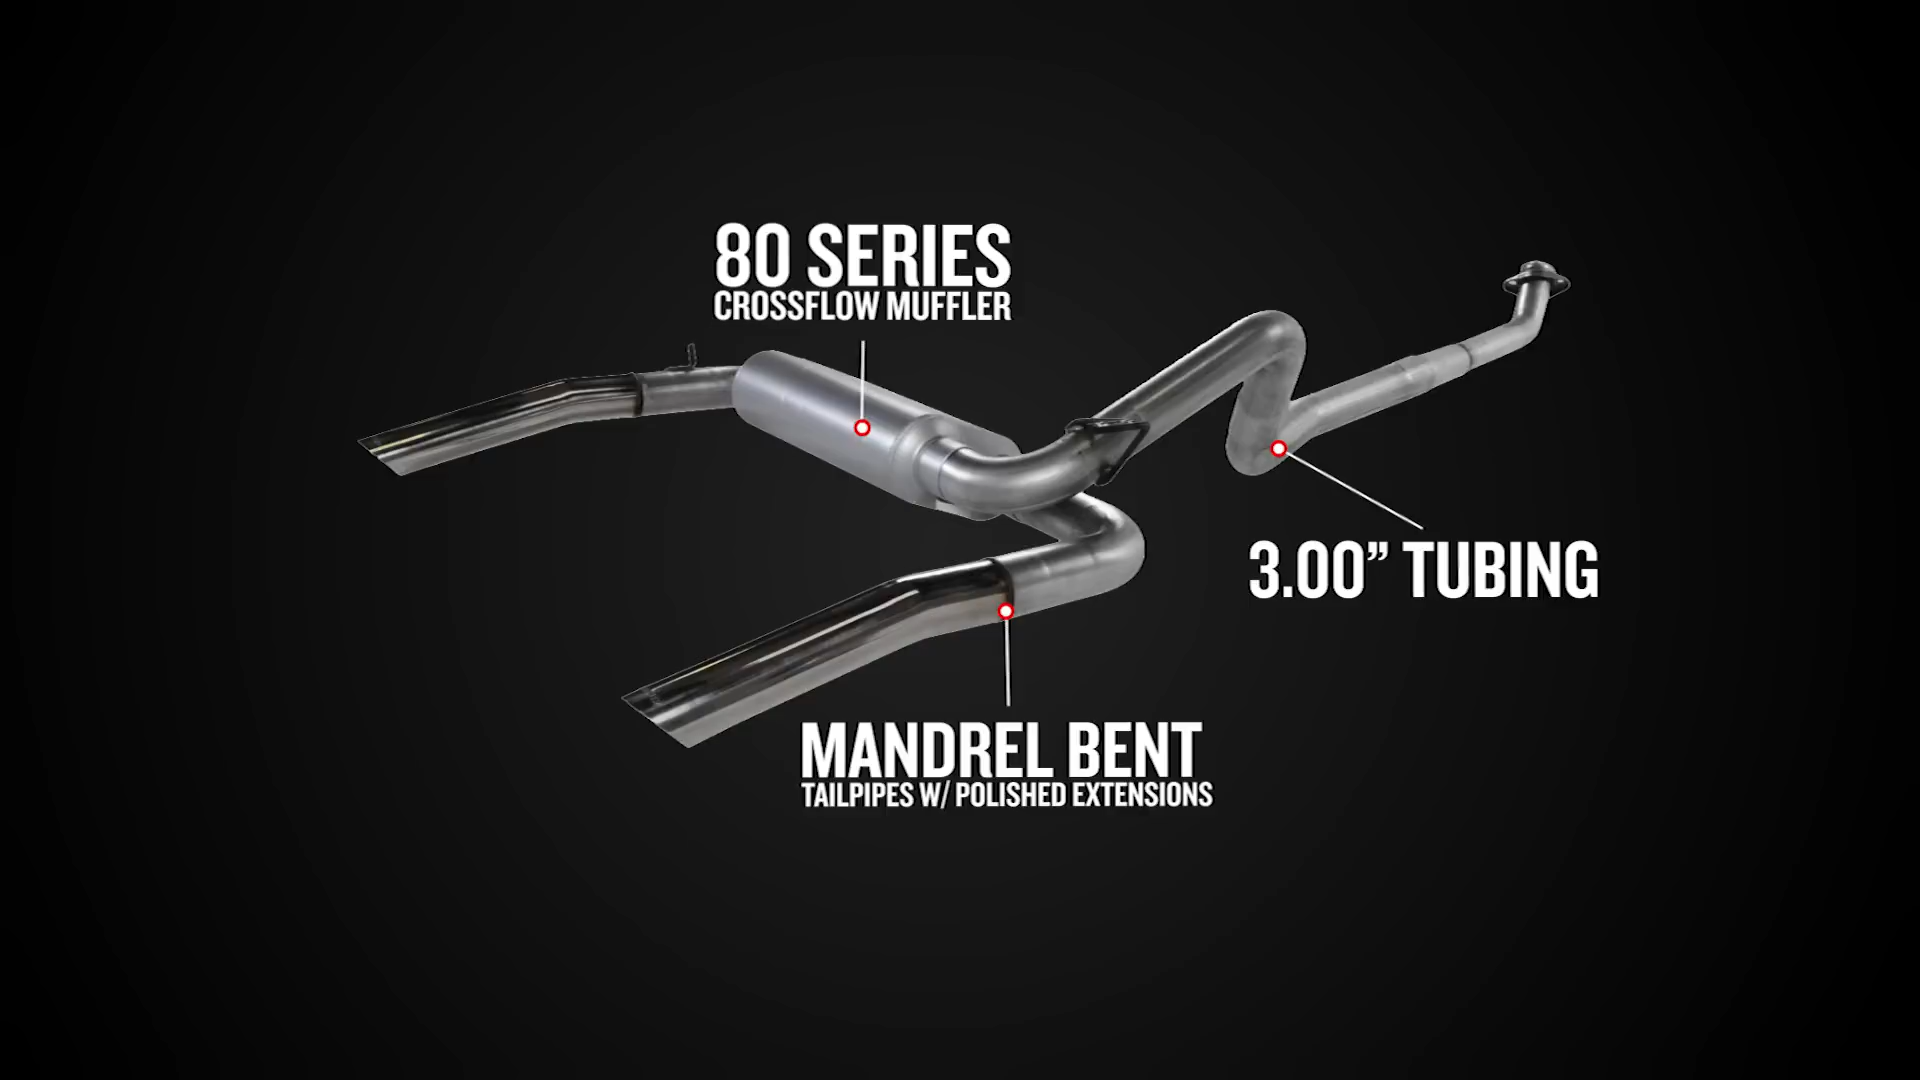 80 SERIES
CROSSFLOW MUFFLER
3.00” TUBING
MANDREL BENT
TAILPIPES W/ POLISHED EXTENSIONS